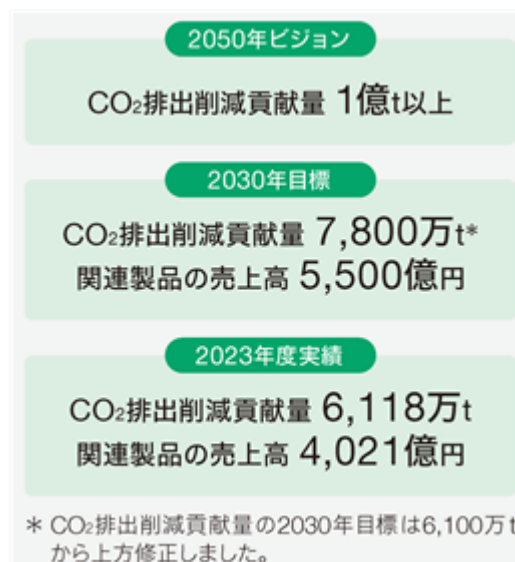 2050年ビジョン
CO₂排出削減貢献量 1億t以上
2030年目標
CO₂排出削減貢献量 7,800万t*
関連製品の売上高 5,500億円
2023年度実績
CO₂排出削減貢献量 6,118万t
関連製品の売上高 4,021億円
* CO₂排出削減貢献量の2030年目標は6,100万t
から上方修正しました。